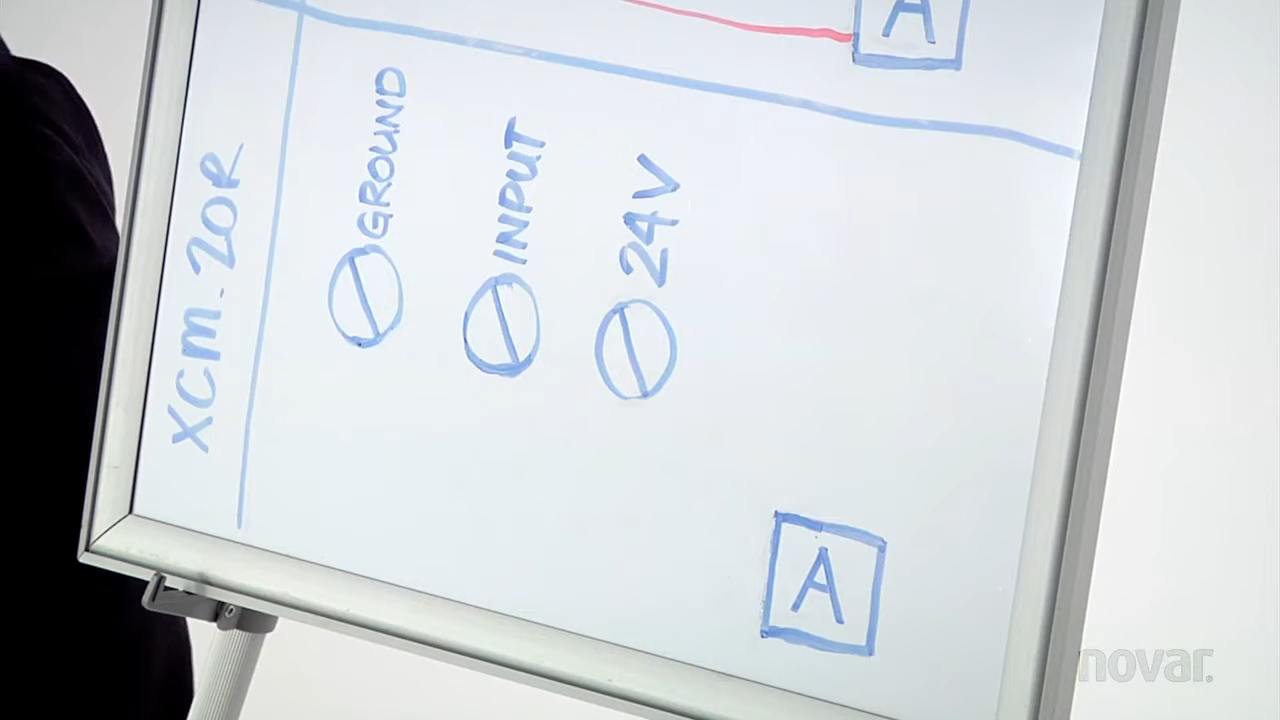 XCM.20R
GROUND
INPUT
24V
A
A
novar.